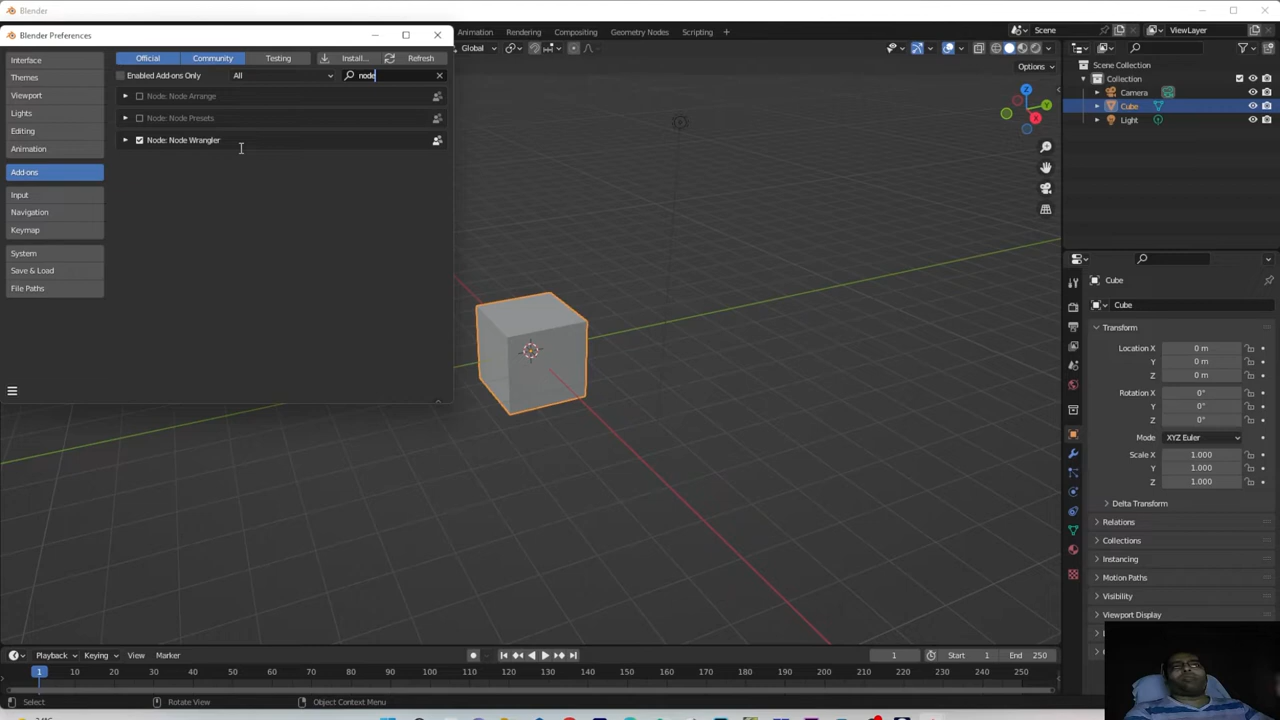 Blender
Blender Preferences
Animation Rendering Compositing Geometry Nodes Scripting
Scene
ViewLayer
Global
Options
Interface
Themes
Viewport
Lights
Editing
Animation
Add-ons
Input
Navigation
Keymap
System
Save & Load
File Paths
Official Community Testing Install... Refresh
Enabled Add-ons Only All node
Node: Node Arrange
Node: Node Presets
Node: Node Wrangler
Z
Y
X
Scene Collection
Collection
Camera
Cube
Light
Cube
Cube
Transform
Location X 0 m
Y 0 m
Z 0 m
Rotation X 0°
Y 0°
Z 0°
Mode XYZ Euler
Scale X 1.000
Y 1.000
Z 1.000
Delta Transform
Relations
Collections
Instancing
Motion Paths
Visibility
Viewport Display
Playback Keying View Marker 1 Start 1 End 250
1 10 20 30 40 50 60 70 80 90 100 110 120 130 140 150 160 170 180 190 200 210 220 230 240 250
Select Rotate View Object Context Menu